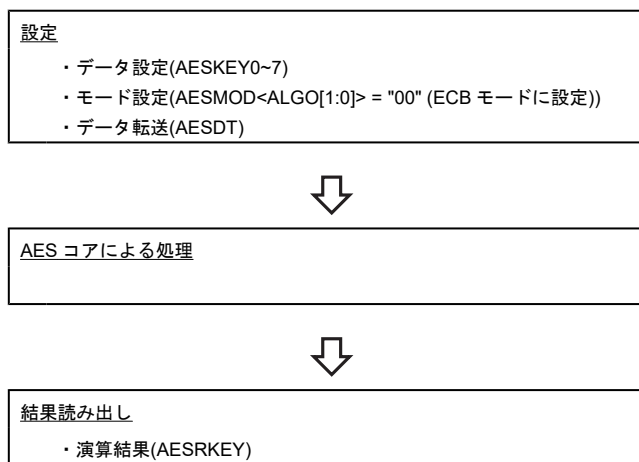 設定
・データ設定(AESKEY0~7)
・モード設定(AESMOD<ALGO[1:0]> = "00" (ECB モードに設定))
・データ転送(AESDT)
AES コアによる処理
結果読み出し
・演算結果(AESRKEY)